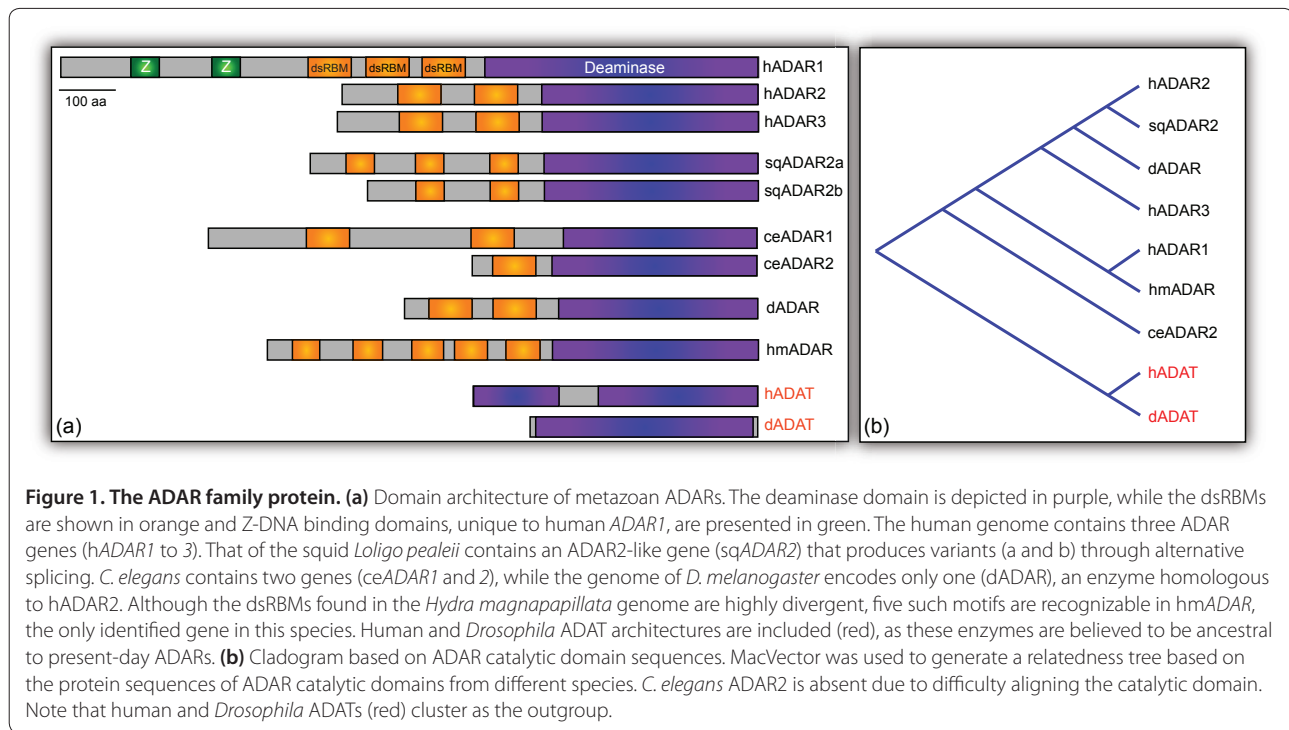 Z Z dsRBM dsRBM dsRBM Deaminase hADAR1
100 aa
hADAR2
hADAR3
sqADAR2a
sqADAR2b
ceADAR1
ceADAR2
dADAR
hmADAR
hADAT
dADAT
(a)
hADAR2
sqADAR2
dADAR
hADAR3
hADAR1
hmADAR
ceADAR2
hADAT
dADAT
(b)
Figure 1. The ADAR family protein. (a) Domain architecture of metazoan ADARs. The deaminase domain is depicted in purple, while the dsRBMs
are shown in orange and Z-DNA binding domains, unique to human ADAR1, are presented in green. The human genome contains three ADAR
genes (hADAR1 to 3). That of the squid Loligo pealeii contains an ADAR2-like gene (sqADAR2) that produces variants (a and b) through alternative
splicing. C. elegans contains two genes (ceADAR1 and 2), while the genome of D. melanogaster encodes only one (dADAR), an enzyme homologous
to hADAR2. Although the dsRBMs found in the Hydra magnapapillata genome are highly divergent, five such motifs are recognizable in hmADAR,
the only identified gene in this species. Human and Drosophila ADAT architectures are included (red), as these enzymes are believed to be ancestral
to present-day ADARs. (b) Cladogram based on ADAR catalytic domain sequences. MacVector was used to generate a relatedness tree based on
the protein sequences of ADAR catalytic domains from different species. C. elegans ADAR2 is absent due to difficulty aligning the catalytic domain.
Note that human and Drosophila ADATs (red) cluster as the outgroup.